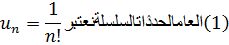 (1) نعتبر السلسلة ذات الحد العام u_n = 1/n!